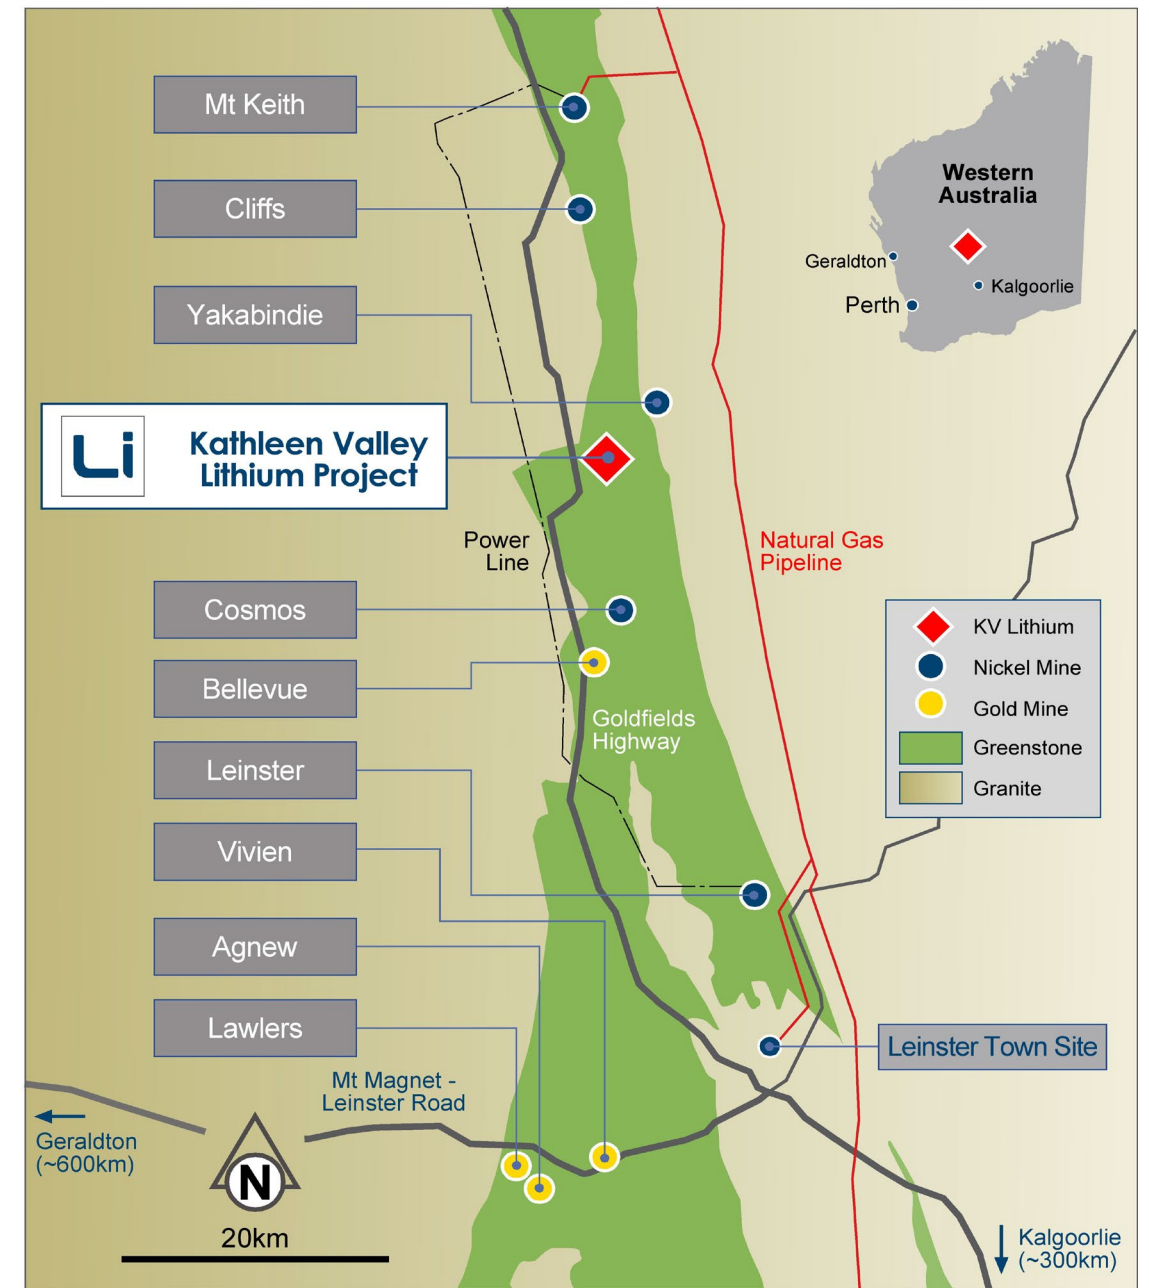 Mt Keith
Cliffs
Yakabindie
Li
Kathleen Valley
Lithium Project
Cosmos
Bellevue
Leinster
Vivien
Agnew
Lawlers
Western
Australia
Geraldton
Kalgoorlie
Perth
Power
Line
Natural Gas
Pipeline
Goldfields
Highway
KV Lithium
Nickel Mine
Gold Mine
Greenstone
Granite
Leinster Town Site
Mt Magnet -
Leinster Road
Geraldton
(~600km)
N
20km
Kalgoorlie
(~300km)